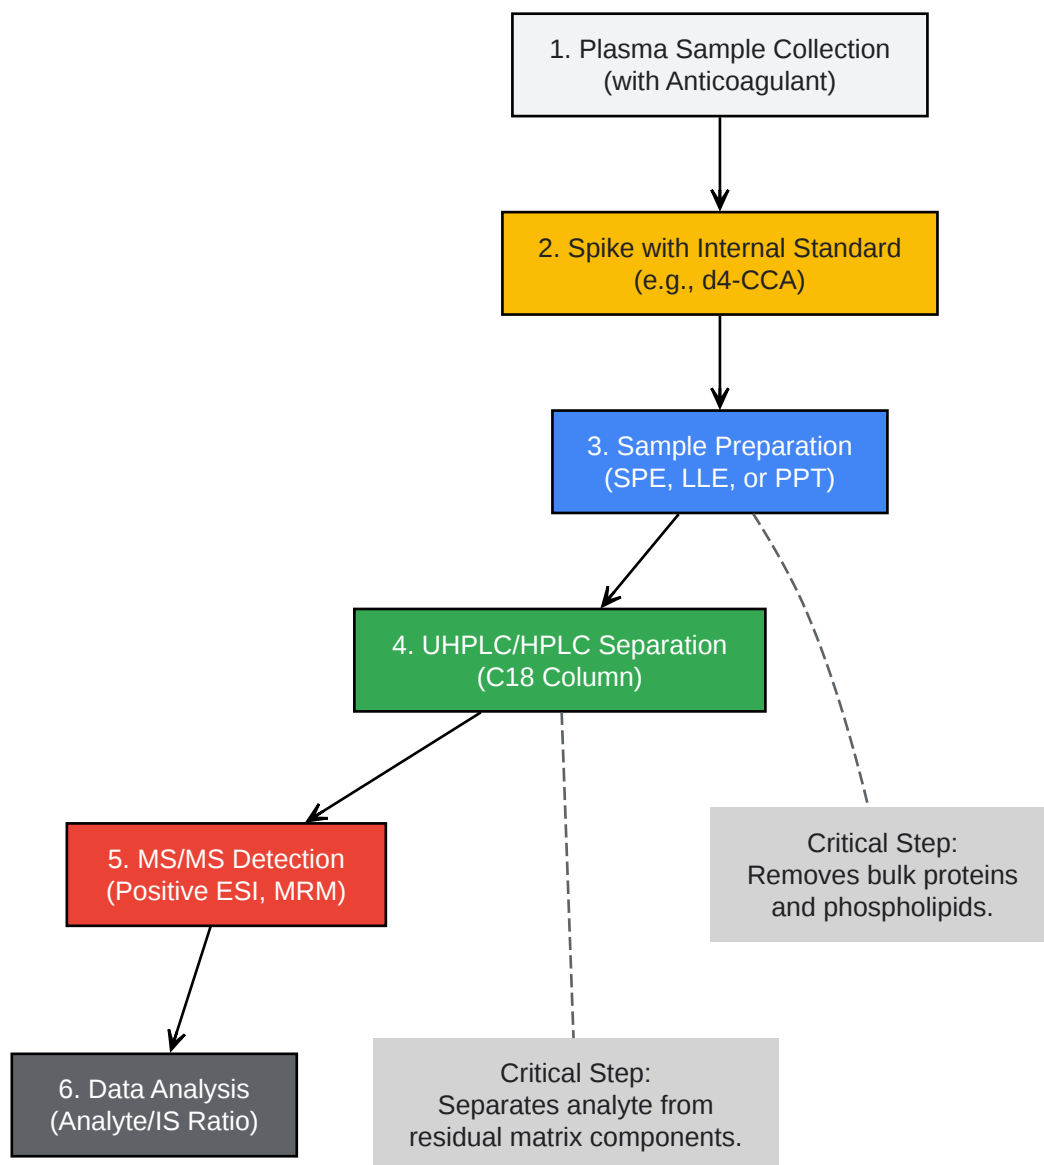 1. Plasma Sample Collection
(with Anticoagulant)
2. Spike with Internal Standard
(e.g., d4-CCA)
3. Sample Preparation
(SPE, LLE, or PPT)
4. UHPLC/HPLC Separation
(C18 Column)
5. MS/MS Detection
(Positive ESI, MRM)
Critical Step:
Removes bulk proteins
and phospholipids.
6. Data Analysis
(Analyte/IS Ratio)
Critical Step:
Separates analyte from
residual matrix components.